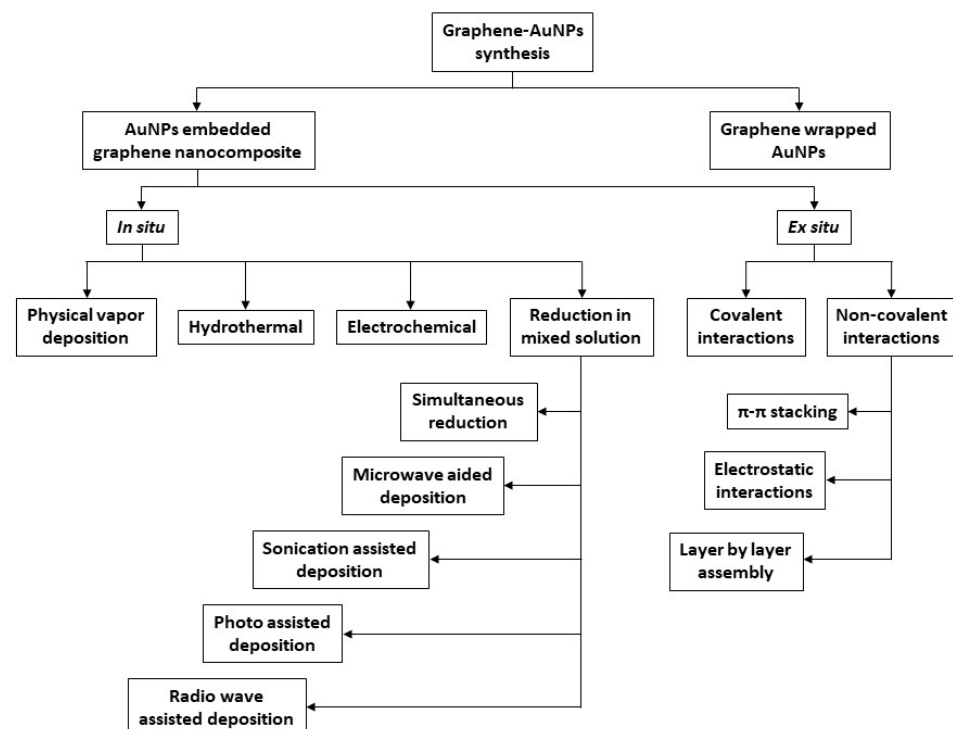 Graphene-AuNPs
synthesis
AuNPs embedded
graphene nanocomposite
Graphene wrapped
AuNPs
In situ
Ex situ
Physical vapor
deposition
Hydrothermal
Electrochemical
Reduction in
mixed solution
Covalent
interactions
Non-covalent
interactions
Simultaneous
reduction
π-π stacking
Microwave aided
deposition
Electrostatic
interactions
Sonication assisted
deposition
Layer by layer
assembly
Photo assisted
deposition
Radio wave
assisted deposition